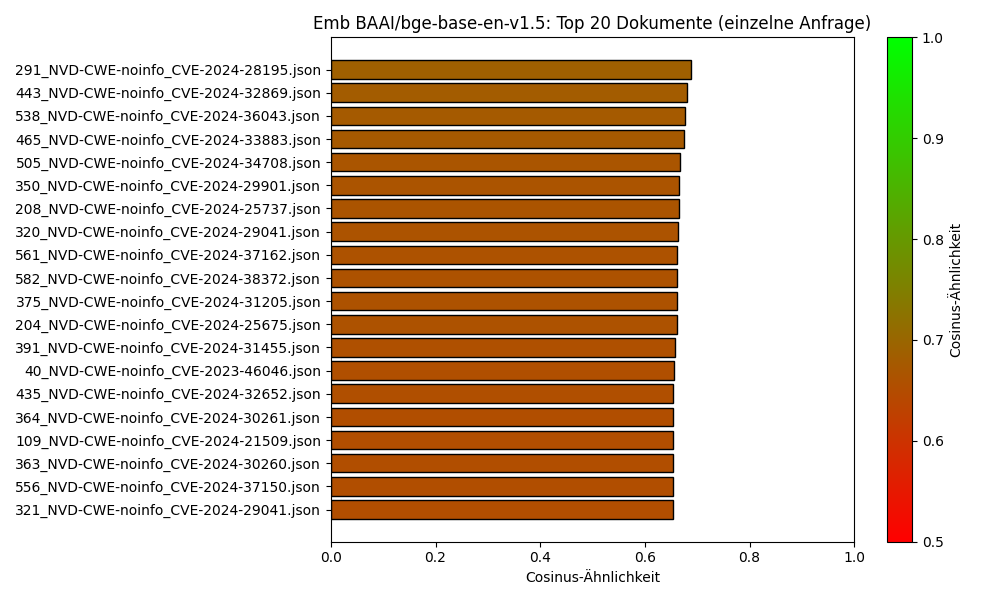 Emb BAAI/bge-base-en-v1.5: Top 20 Dokumente (einzelne Anfrage)
291_NVD-CWE-noinfo_CVE-2024-28195.json
443_NVD-CWE-noinfo_CVE-2024-32869.json
538_NVD-CWE-noinfo_CVE-2024-36043.json
465_NVD-CWE-noinfo_CVE-2024-33883.json
505_NVD-CWE-noinfo_CVE-2024-34708.json
350_NVD-CWE-noinfo_CVE-2024-29901.json
208_NVD-CWE-noinfo_CVE-2024-25737.json
320_NVD-CWE-noinfo_CVE-2024-29041.json
561_NVD-CWE-noinfo_CVE-2024-37162.json
582_NVD-CWE-noinfo_CVE-2024-38372.json
375_NVD-CWE-noinfo_CVE-2024-31205.json
204_NVD-CWE-noinfo_CVE-2024-25675.json
391_NVD-CWE-noinfo_CVE-2024-31455.json
40_NVD-CWE-noinfo_CVE-2023-46046.json
435_NVD-CWE-noinfo_CVE-2024-32652.json
364_NVD-CWE-noinfo_CVE-2024-30261.json
109_NVD-CWE-noinfo_CVE-2024-21509.json
363_NVD-CWE-noinfo_CVE-2024-30260.json
556_NVD-CWE-noinfo_CVE-2024-37150.json
321_NVD-CWE-noinfo_CVE-2024-29041.json
0.0 0.2 0.4 0.6 0.8 1.0
Cosinus-Ähnlichkeit
1.0
0.9
0.8
0.7
0.6
0.5
Cosinus-Ähnlichkeit